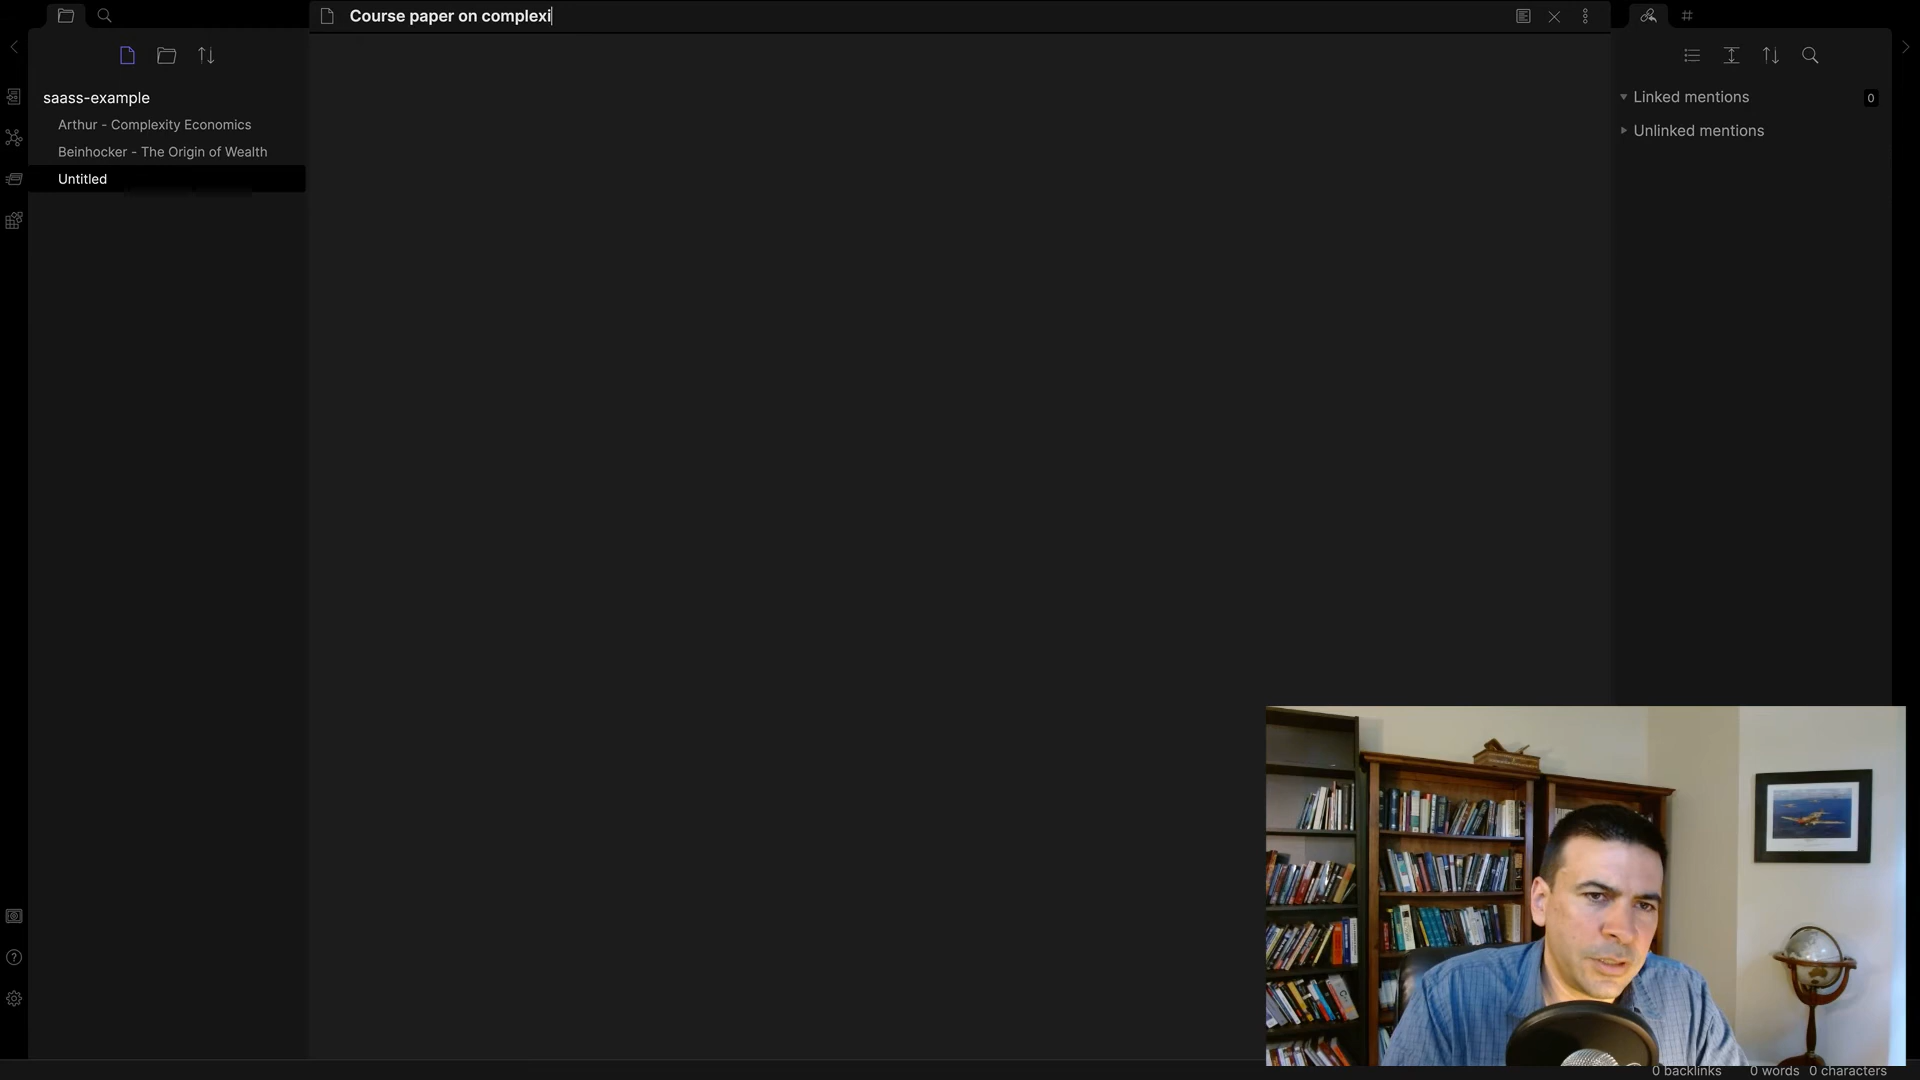 Course paper on complexi
saass-example
Arthur - Complexity Economics
Beinhocker - The Origin of Wealth
Untitled
Linked mentions
0
Unlinked mentions
0 backlinks
0 words
0 characters